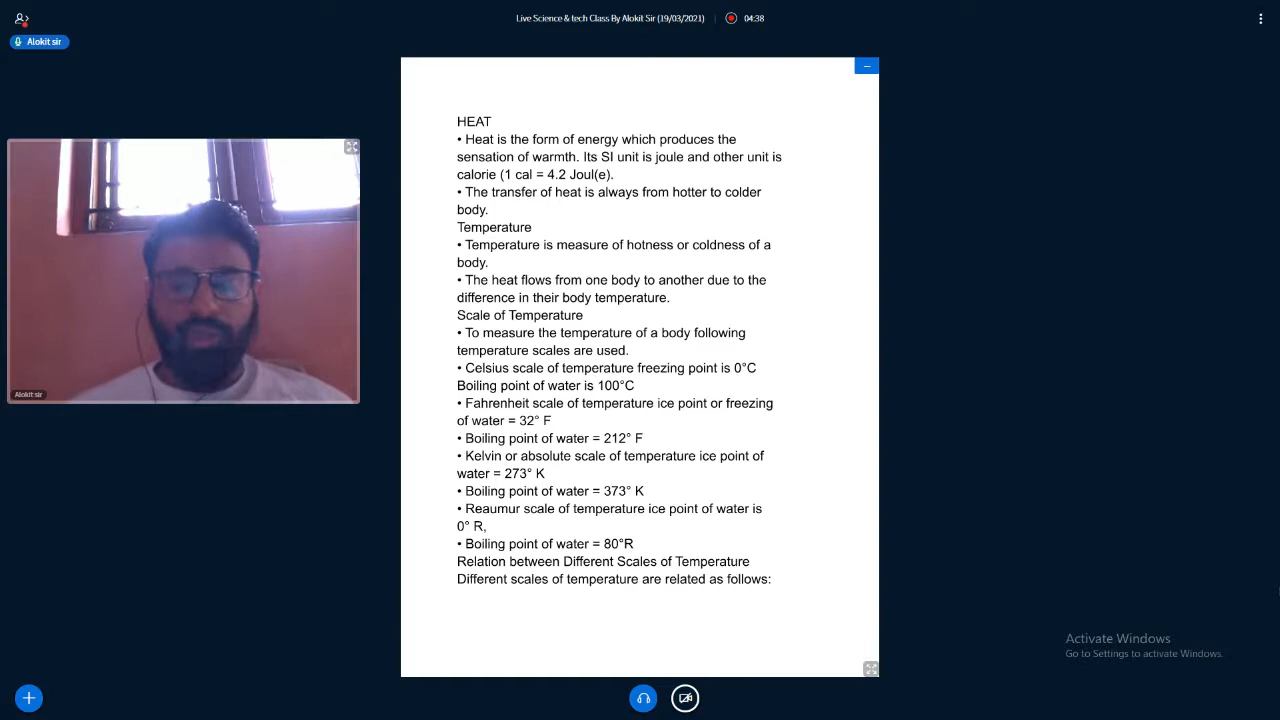 Live Science & tech Class By Alokit Sir (19/03/2021)
04:38
Alokit sir
HEAT
• Heat is the form of energy which produces the
sensation of warmth. Its SI unit is joule and other unit is
calorie (1 cal = 4.2 Joul(e).
• The transfer of heat is always from hotter to colder
body.
Temperature
• Temperature is measure of hotness or coldness of a
body.
• The heat flows from one body to another due to the
difference in their body temperature.
Scale of Temperature
• To measure the temperature of a body following
temperature scales are used.
• Celsius scale of temperature freezing point is 0°C
Boiling point of water is 100°C
• Fahrenheit scale of temperature ice point or freezing
of water = 32° F
• Boiling point of water = 212° F
• Kelvin or absolute scale of temperature ice point of
water = 273° K
• Boiling point of water = 373° K
• Reaumur scale of temperature ice point of water is
0° R,
• Boiling point of water = 80°R
Relation between Different Scales of Temperature
Different scales of temperature are related as follows:
Alokit sir
Activate Windows
Go to Settings to activate Windows.